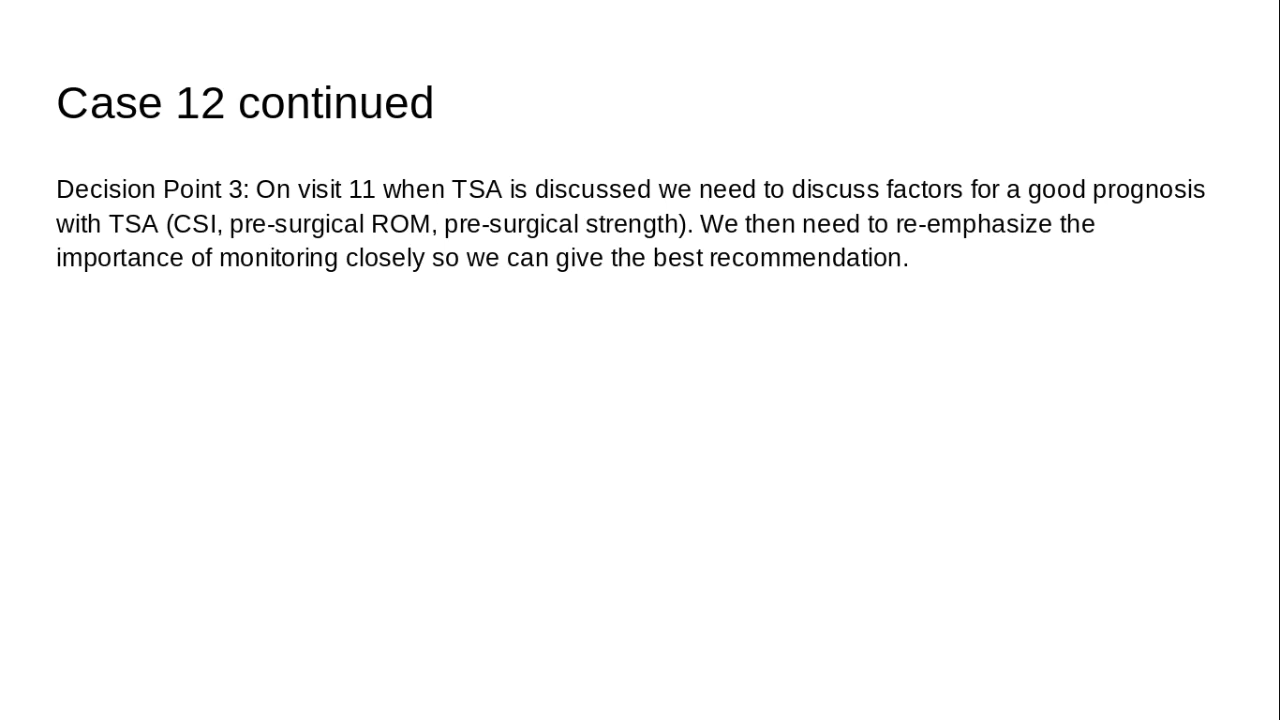 Case 12 continued
Decision Point 3: On visit 11 when TSA is discussed we need to discuss factors for a good prognosis
with TSA (CSI, pre-surgical ROM, pre-surgical strength). We then need to re-emphasize the
importance of monitoring closely so we can give the best recommendation.